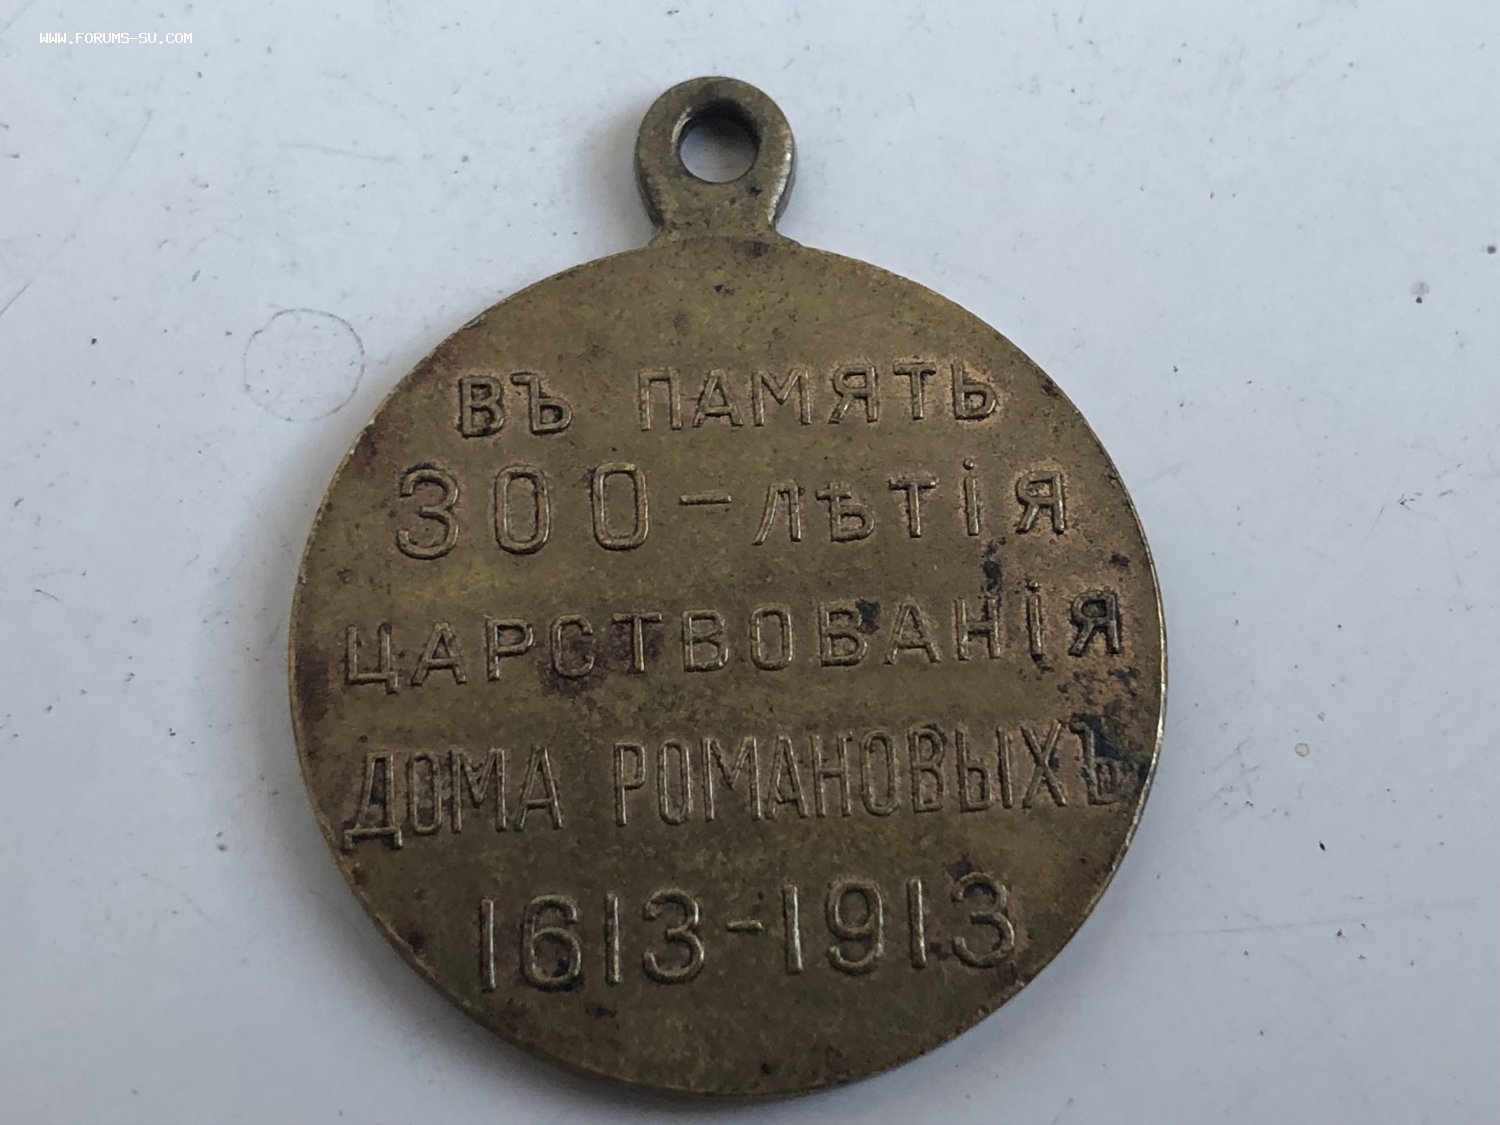 WWW.FORUMS-SU.COM
ВЪ ПАМЯТЬ
300-ЛѢТІЯ
ЦАРСТВОВАНІЯ
ДОМА РОМАНОВЫХЪ
1613-1913